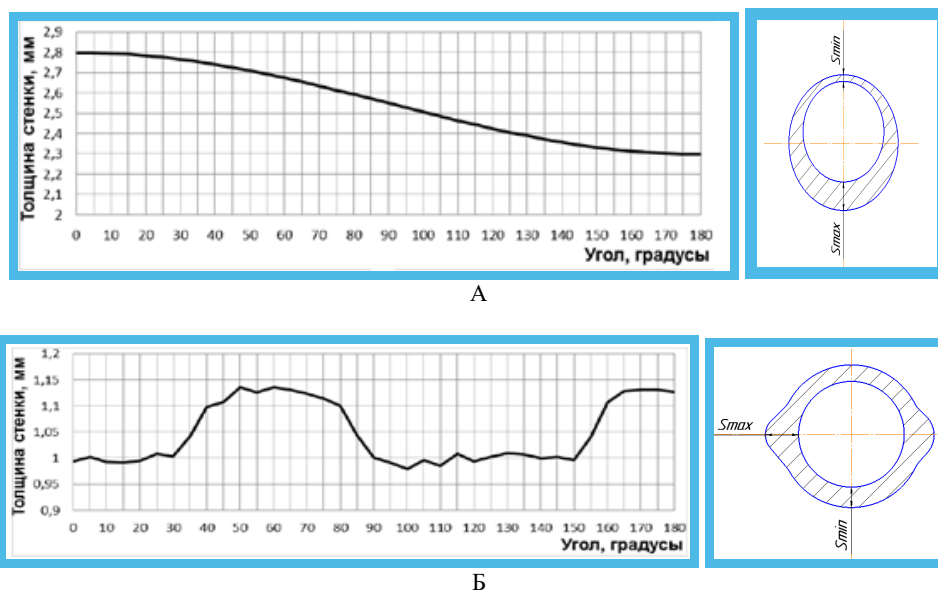 Толщина стенки, мм
2,9
2,8
2,7
2,6
2,5
2,4
2,3
2,2
2,1
2
0 10 20 30 40 50 60 70 80 90 100 110 120 130 140 150 160 170 180
Угол, градусы
Smin
Smax
А
Толщина стенки, мм
1,2
1,15
1,1
1,05
1
0,95
0,9
0 10 20 30 40 50 60 70 80 90 100 110 120 130 140 150 160 170 180
Угол, градусы
Smax
Smin
Б